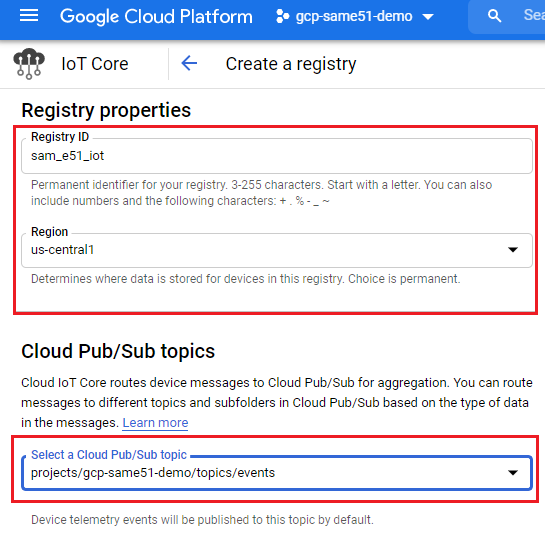 Google Cloud Platform
gcp-same51-demo
Sea
IoT Core
Create a registry
Registry properties
Registry ID
sam_e51_iot
Permanent identifier for your registry. 3-255 characters. Start with a letter. You can also
include numbers and the following characters: + . % - _ ~
Region
us-central1
Determines where data is stored for devices in this registry. Choice is permanent.
Cloud Pub/Sub topics
Cloud IoT Core routes device messages to Cloud Pub/Sub for aggregation. You can route
messages to different topics and subfolders in Cloud Pub/Sub based on the type of data
in the messages. Learn more
Select a Cloud Pub/Sub topic
projects/gcp-same51-demo/topics/events
Device telemetry events will be published to this topic by default.